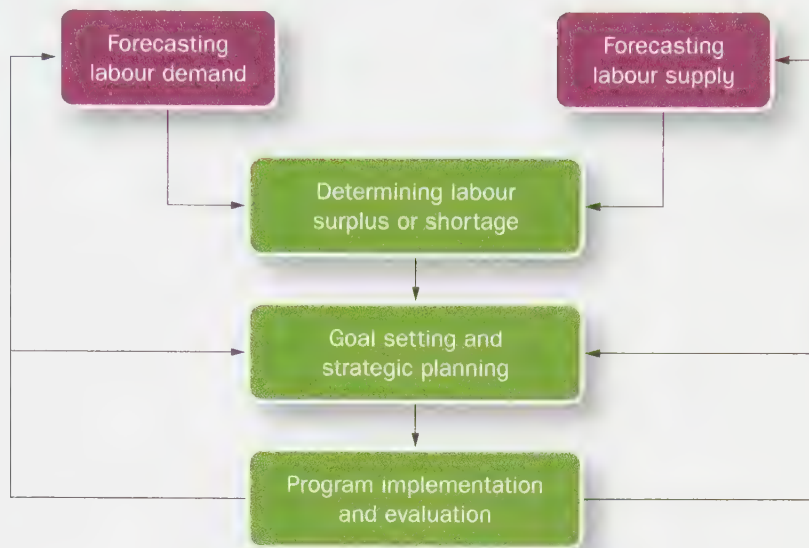 Forecasting
labour demand
Forecasting
labour supply
Determining labour
surplus or shortage
Goal setting and
strategic planning
Program implementation
and evaluation